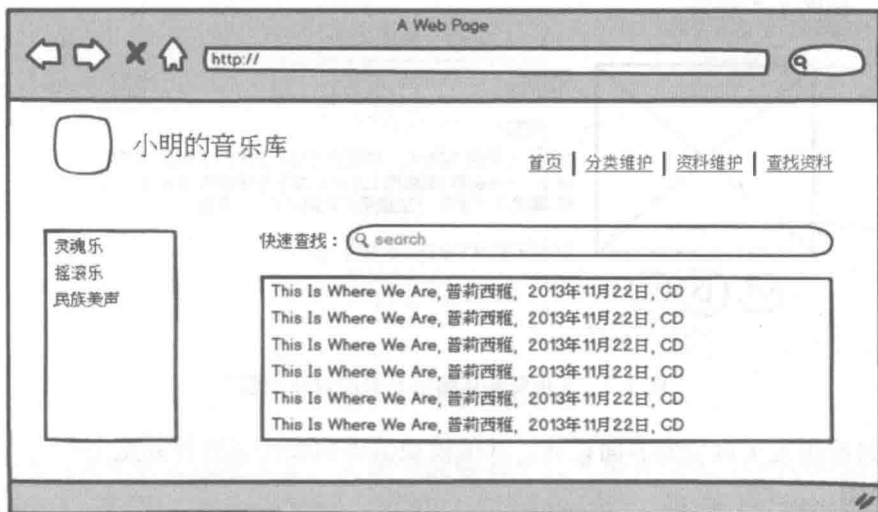 A Web Page
http://
小明的音乐库
首页 | 分类维护 | 资料维护 | 查找资料
灵魂乐
摇滚乐
民族美声
快速查找：search
This Is Where We Are, 普莉西雅, 2013年11月22日, CD
This Is Where We Are, 普莉西雅, 2013年11月22日, CD
This Is Where We Are, 普莉西雅, 2013年11月22日, CD
This Is Where We Are, 普莉西雅, 2013年11月22日, CD
This Is Where We Are, 普莉西雅, 2013年11月22日, CD
This Is Where We Are, 普莉西雅, 2013年11月22日, CD